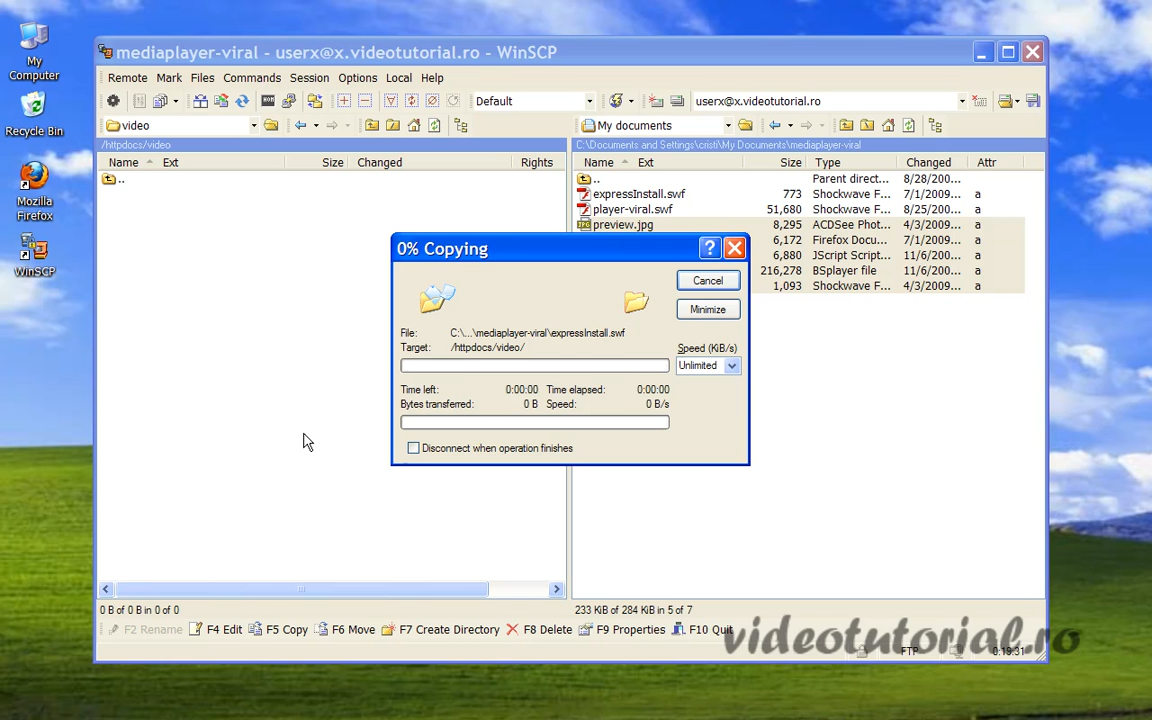 My
Computer
Recycle Bin
Mozilla
Firefox
WinSCP
mediaplayer-viral - userx@x.videotutorial.ro - WinSCP
Remote Mark Files Commands Session Options Local Help
Default userx@x.videotutorial.ro
video My documents
/httpdocs/video C:\Documents and Settings\cristi\My Documents\mediaplayer-viral
Name Ext Size Changed Rights Name Ext Size Type Changed Attr
.. .. Parent direct... 8/28/200...
expressInstall.swf 773 Shockwave F... 7/1/2009... a
player-viral.swf 51,680 Shockwave F... 8/25/200... a
preview.jpg 8,295 ACDSee Phot... 4/3/2009... a
6,172 Firefox Docu... 7/1/2009... a
6,880 JScript Script... 11/6/200... a
216,278 BSplayer file 11/6/200... a
1,093 Shockwave F... 4/3/2009... a
0% Copying
Cancel
Minimize
File: C:\...\mediaplayer-viral\expressInstall.swf
Target: /httpdocs/video/
Speed (KiB/s)
Unlimited
Time left: 0:00:00 Time elapsed: 0:00:00
Bytes transferred: 0 B Speed: 0 B/s
Disconnect when operation finishes
0 B of 0 B in 0 of 0 233 KiB of 284 KiB in 5 of 7
F2 Rename F4 Edit F5 Copy F6 Move F7 Create Directory F8 Delete F9 Properties F10 Quit
videotutorial.ro
FTP 0:19:31